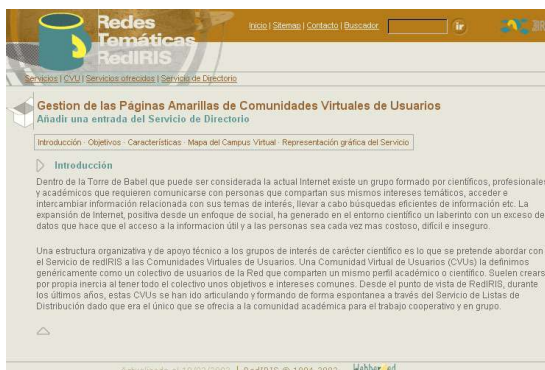 Redes
Temáticas
RedIRIS
Inicio | Sitemap | Contacto | Buscador
ir
Servicios | CVU | Servicios ofrecidos | Servicio de Directorio
Gestion de las Páginas Amarillas de Comunidades Virtuales de Usuarios
Añadir una entrada del Servicio de Directorio
Introducción · Objetivos · Características · Mapa del Campus Virtual · Representación gráfica del Servicio
Introducción
Dentro de la Torre de Babel que puede ser considerada la actual Internet existe un grupo formado por científicos, profesionales
y académicos que requieren comunicarse con personas que compartan sus mismos intereses temáticos, acceder e
intercambiar información relacionada con sus temas de interés, llevar a cabo búsquedas eficientes de información etc. La
expansión de Internet, positiva desde un enfoque de social, ha generado en el entorno científico un laberinto con un exceso de
datos que hace que el acceso a la información útil y a las personas sea cada vez mas costoso, difícil e inseguro.
Una estructura organizativa y de apoyo técnico a los grupos de interés de carécter científico es lo que se pretende abordar con
el Servicio de redIRIS a las Comunidades Virtuales de Usuarios. Una Comunidad Virtual de Usuarios (CVUs) la definimos
genéricamente como un colectivo de usuarios de la Red que comparten un mismo perfil académico o científico. Suelen crears
por propia inercia al tener todo el colectivo unos objetivos e intereses comunes. Desde el punto de vista de RedIRIS, durante
los últimos años, estas CVUs se han ido articulando y formando de forma espontanea a través del Servicio de Listas de
Distribución dado que era el único que se ofrecia a la comunidad académica para el trabajo cooperativo y en grupo.